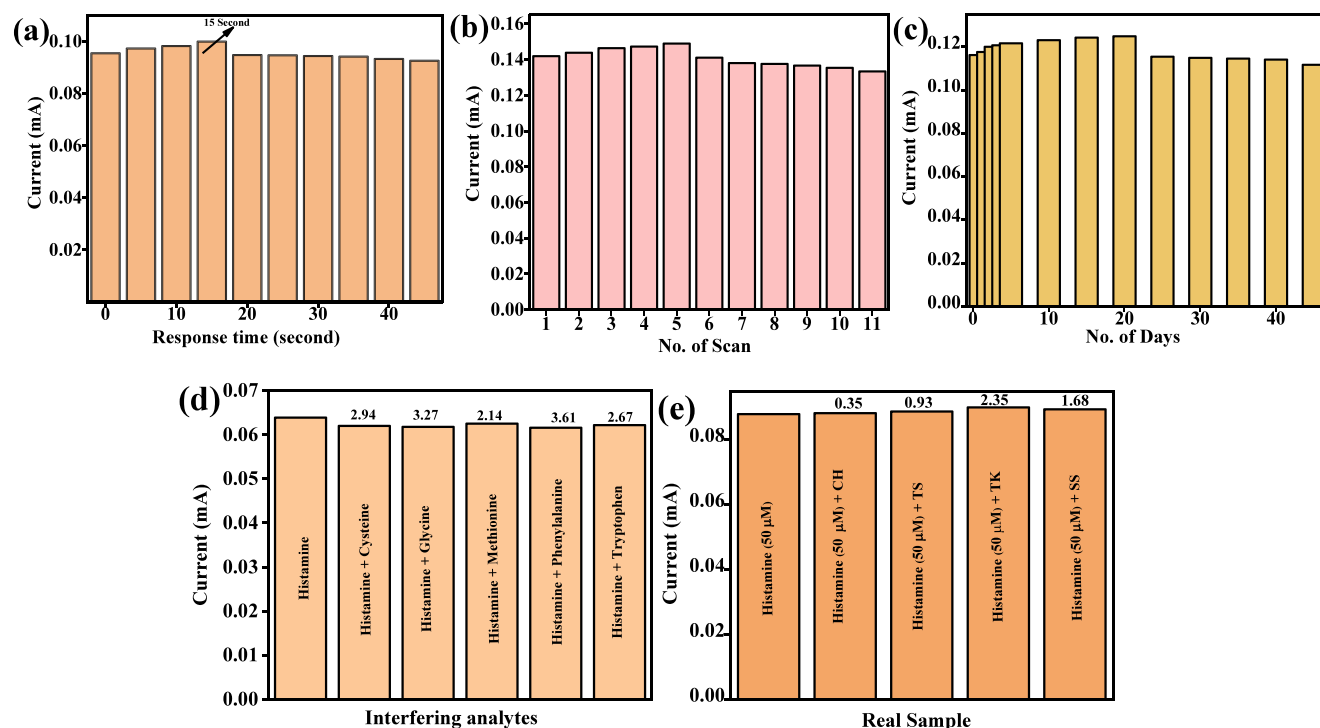 (a)
15 Second
0.10
0.08
0.06
0.04
0.02
Current (mA)
0
10
20
30
40
Response time (second)
(b)
0.16
0.14
0.12
0.10
0.08
0.06
0.04
0.02
0.00
Current (mA)
1
2
3
4
5
6
7
8
9
10
11
No. of Scan
(c)
0.12
0.08
0.04
0.00
Current (mA)
0
10
20
30
40
No. of Days
(d)
0.07
0.06
0.05
0.04
0.03
0.02
0.01
0.00
Current (mA)
2.94
3.27
2.14
3.61
2.67
Histamine
Histamine + Cysteine
Histamine + Glycine
Histamine + Methionine
Histamine + Phenylalanine
Histamine + Tryptophen
Interfering analytes
(e)
0.08
0.06
0.04
0.02
0.00
Current (mA)
0.35
0.93
2.35
1.68
Histamine (50 μM)
Histamine (50 μM) + CH
Histamine (50 μM) + TS
Histamine (50 μM) + TK
Histamine (50 μM) + SS
Real Sample